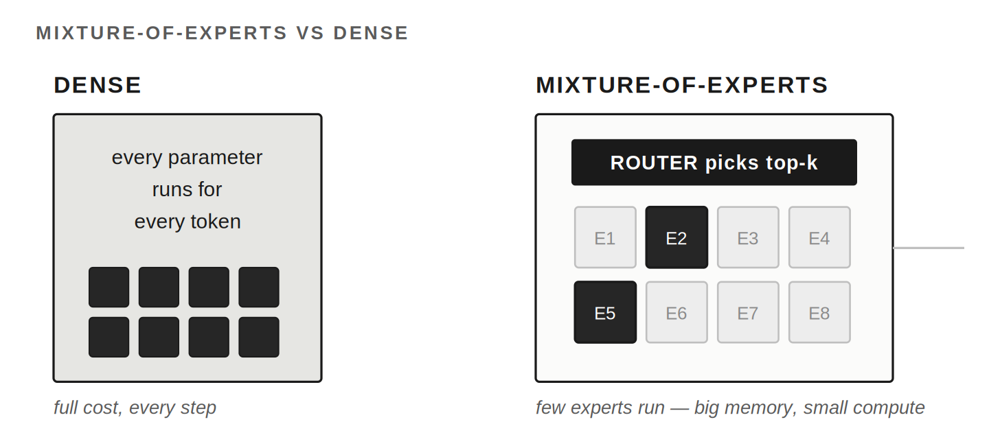 MIXTURE-OF-EXPERTS VS DENSE
DENSE
every parameter
runs for
every token
full cost, every step
MIXTURE-OF-EXPERTS
ROUTER picks top-k
E1 E2 E3 E4
E5 E6 E7 E8
few experts run — big memory, small compute